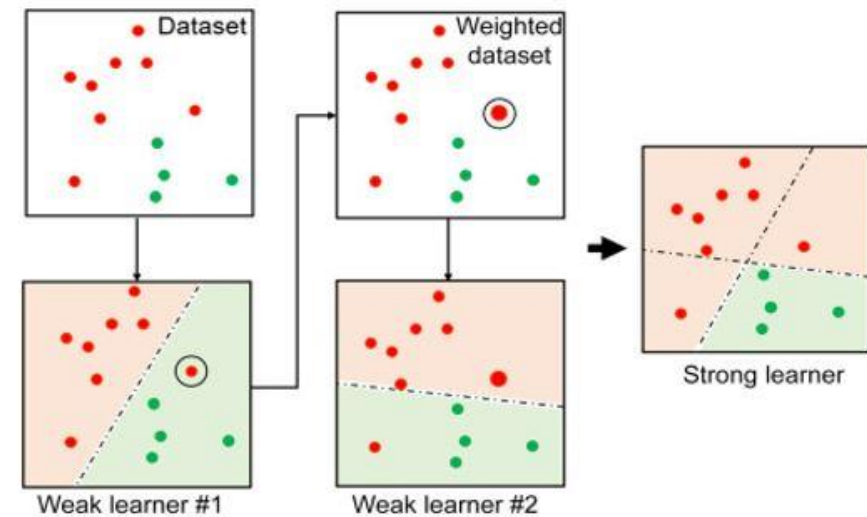 Dataset
Weighted
dataset
Weak learner #1
Weak learner #2
Strong learner